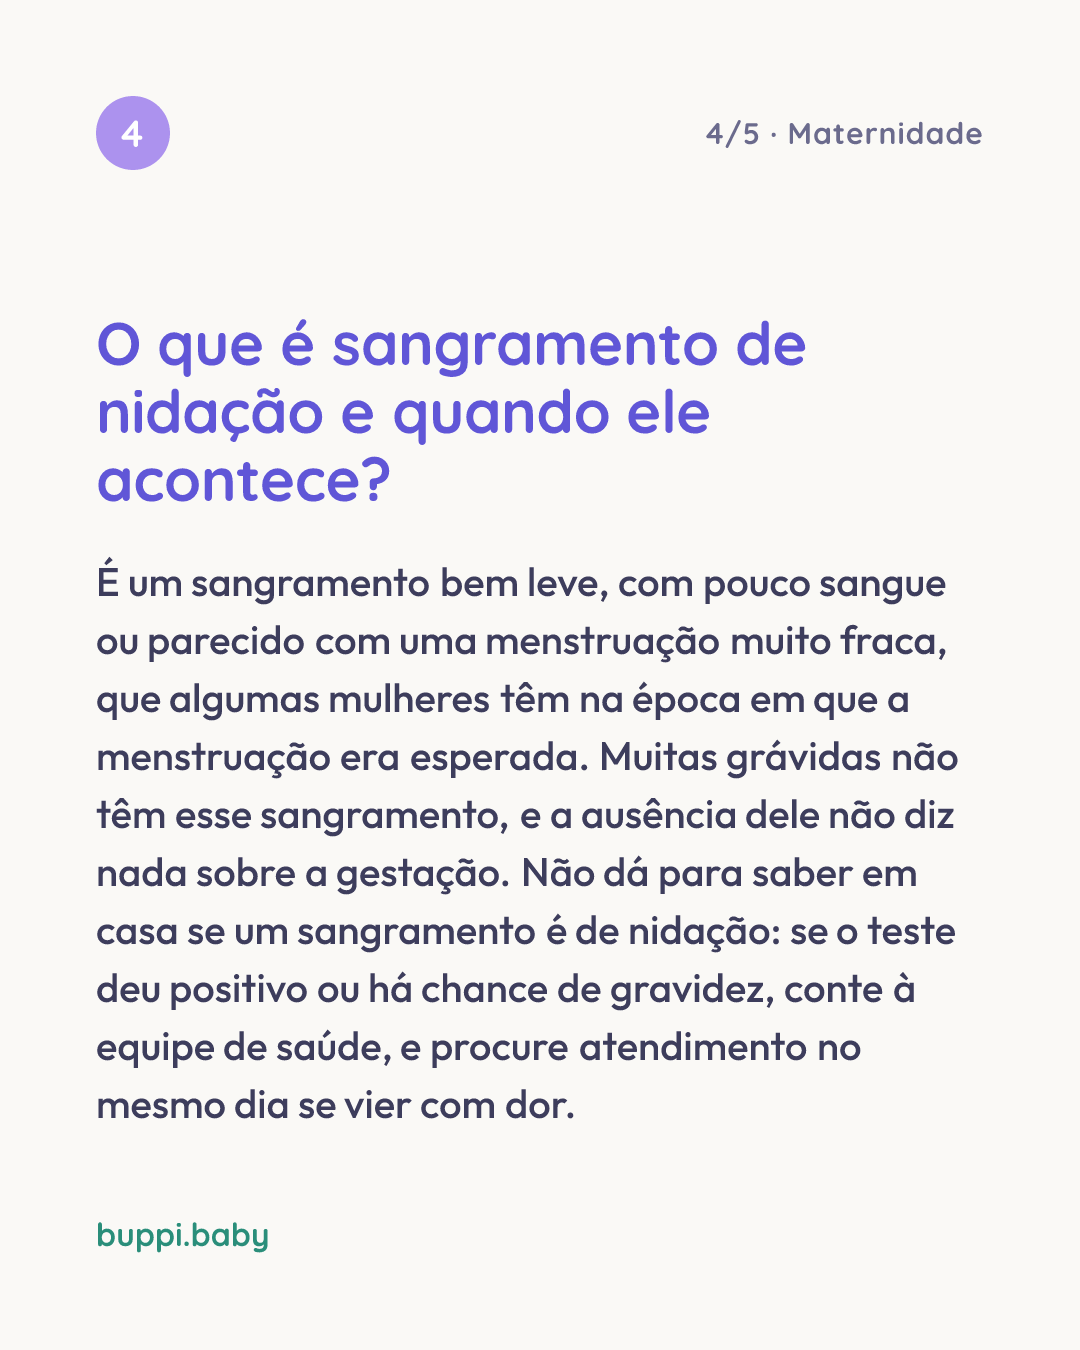 4
4/5 · Maternidade
O que é sangramento de
nidação e quando ele
acontece?
É um sangramento bem leve, com pouco sangue
ou parecido com uma menstruação muito fraca,
que algumas mulheres têm na época em que a
menstruação era esperada. Muitas grávidas não
têm esse sangramento, e a ausência dele não diz
nada sobre a gestação. Não dá para saber em
casa se um sangramento é de nidação: se o teste
deu positivo ou há chance de gravidez, conte à
equipe de saúde, e procure atendimento no
mesmo dia se vier com dor.
buppi.baby